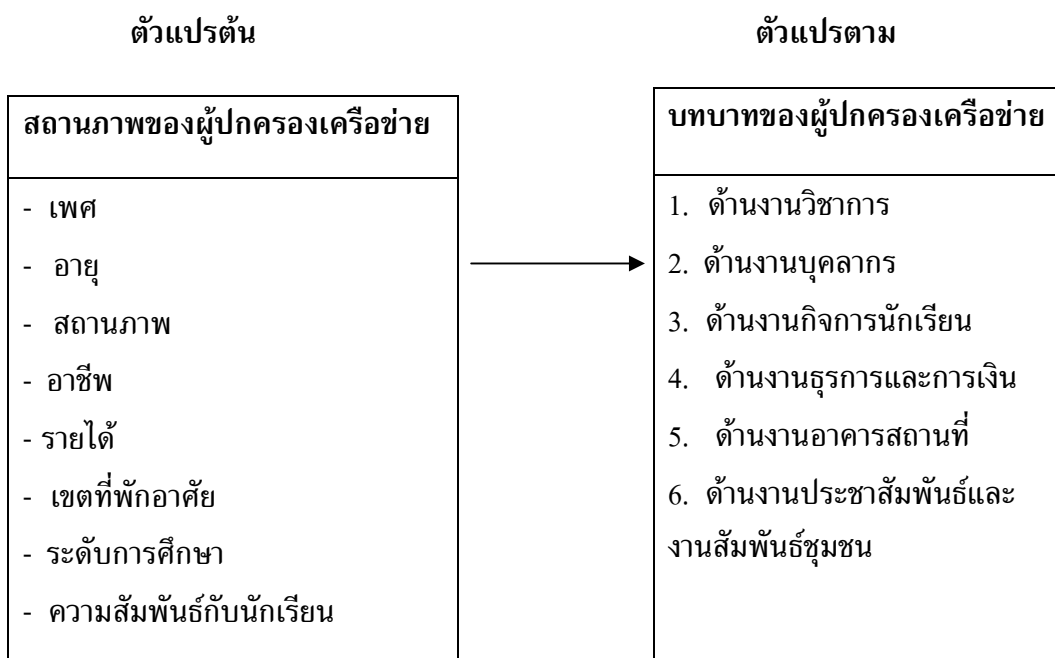 ตัวแปรต้น
ตัวแปรตาม
สถานภาพของผู้ปกครองเครือข่าย
- เพศ
- อายุ
- สถานภาพ
- อาชีพ
- รายได้
- เขตที่พักอาศัย
- ระดับการศึกษา
- ความสัมพันธ์กับนักเรียน
บทบาทของผู้ปกครองเครือข่าย
1. ด้านงานวิชาการ
2. ด้านงานบุคลากร
3. ด้านงานกิจการนักเรียน
4. ด้านงานธุรการและการเงิน
5. ด้านงานอาคารสถานที่
6. ด้านงานประชาสัมพันธ์และ
งานสัมพันธ์ชุมชน